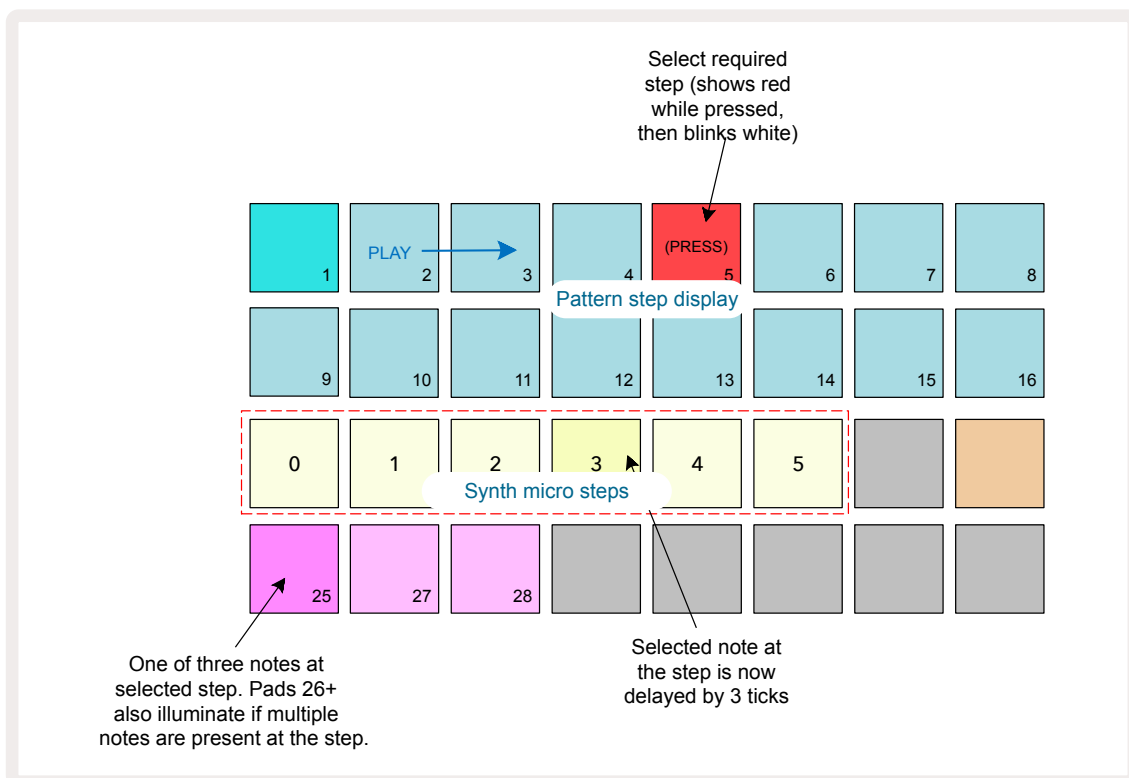 Select required
step (shows red
while pressed,
then blinks white)
PLAY
(PRESS)
1 2 3 4 5 6 7 8
Pattern step display
9 10 11 12 13 14 15 16
0 1 2 3 4 5
Synth micro steps
25 27 28
One of three notes at
selected step. Pads 26+
also illuminate if multiple
notes are present at the step.
Selected note at
the step is now
delayed by 3 ticks